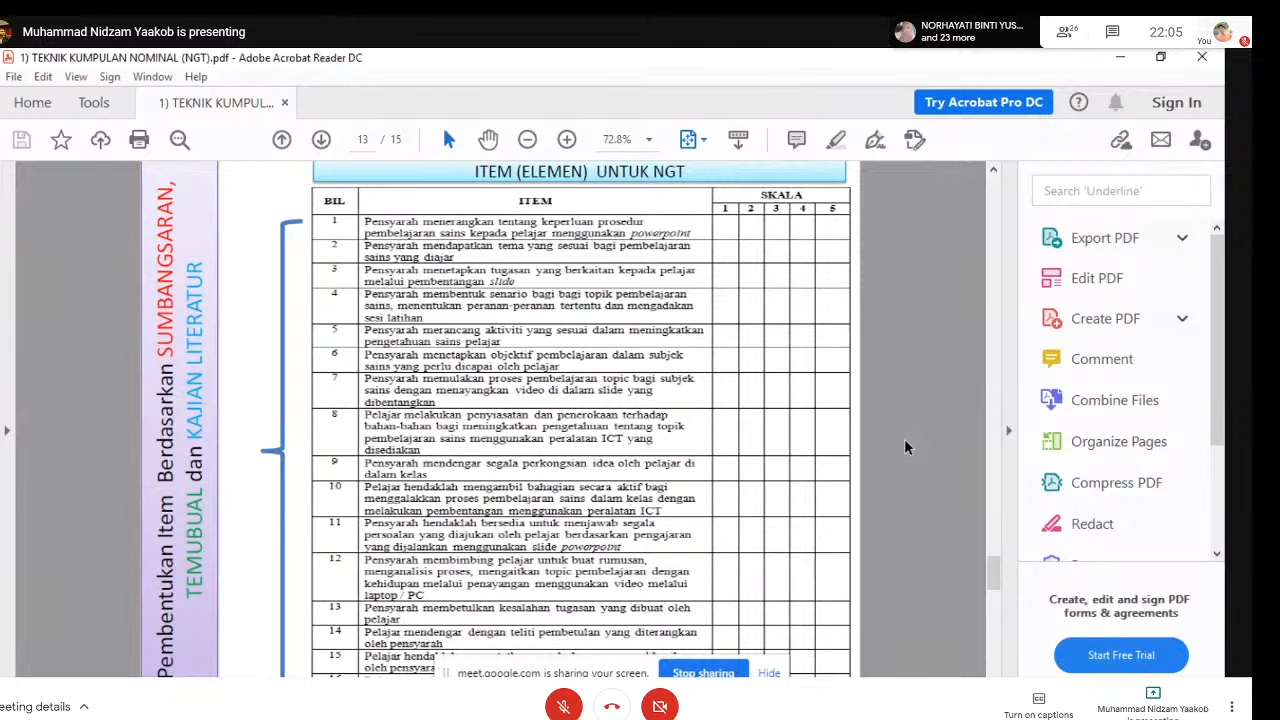 Muhammad Nidzam Yaakob is presenting
NORHAYATI BINTI YUS...
and 23 more
26
22:05
You
1) TEKNIK KUMPULAN NOMINAL (NGT).pdf - Adobe Acrobat Reader DC
File Edit View Sign Window Help
Home Tools 1) TEKNIK KUMPUL... ×
Try Acrobat Pro DC
Sign In
13 / 15
72.8%
Pembentukan Item Berdasarkan SUMBANGSARAN,
TEMUBUAL dan KAJIAN LITERATUR
ITEM (ELEMEN) UNTUK NGT
BIL ITEM SKALA
1 2 3 4 5
1 Pensyarah menerangkan tentang keperluan prosedur
pembelajaran sains kepada pelajar menggunakan powerpoint
2 Pensyarah mendapatkan tema yang sesuai bagi pembelajaran
sains yang diajar
3 Pensyarah menetapkan tugasan yang berkaitan kepada pelajar
melalui pembentangan slide
4 Pensyarah membentuk senario bagi bagi topik pembelajaran
sains, menentukan peranan-peranan tertentu dan mengadakan
sesi latihan
5 Pensyarah merancang aktiviti yang sesuai dalam meningkatkan
pengetahuan sains pelajar
6 Pensyarah menetapkan objektif pembelajaran dalam subjek
sains yang perlu dicapai oleh pelajar
7 Pensyarah memulakan proses pembelajaran topic bagi subjek
sains dengan menayangkan video di dalam slide yang
dibentangkan
8 Pelajar melakukan penyiasatan dan penerokaan terhadap
bahan-bahan bagi meningkatkan pengetahuan tentang topik
pembelajaran sains menggunakan peralatan ICT yang
disediakan
9 Pensyarah mendengar segala perkongsian idea oleh pelajar di
dalam kelas
10 Pelajar hendaklah mengambil bahagian secara aktif bagi
menggalakkan proses pembelajaran sains dalam kelas dengan
melakukan pembentangan menggunakan peralatan ICT
11 Pensyarah hendaklah bersedia untuk menjawab segala
persoalan yang diajukan oleh pelajar berdasarkan pengajaran
yang dijalankan menggunakan slide powerpoint
12 Pensyarah membimbing pelajar untuk buat rumusan,
menganalisis proses, mengaitkan topic pembelajaran dengan
kehidupan melalui penayangan menggunakan video melalui
laptop / PC
13 Pensyarah membetulkan kesalahan tugasan yang dibuat oleh
pelajar
14 Pelajar mendengar dengan teliti pembetulan yang diterangkan
oleh pensyarah
15 Pelajar
oleh
meet.google.com is sharing your screen.
Stop sharing
Hide
Search 'Underline'
Export PDF
Edit PDF
Create PDF
Comment
Combine Files
Organize Pages
Compress PDF
Redact
Create, edit and sign PDF
forms & agreements
Start Free Trial
eeting details
Turn on captions
Muhammad Nidzam Yaakob
is presenting